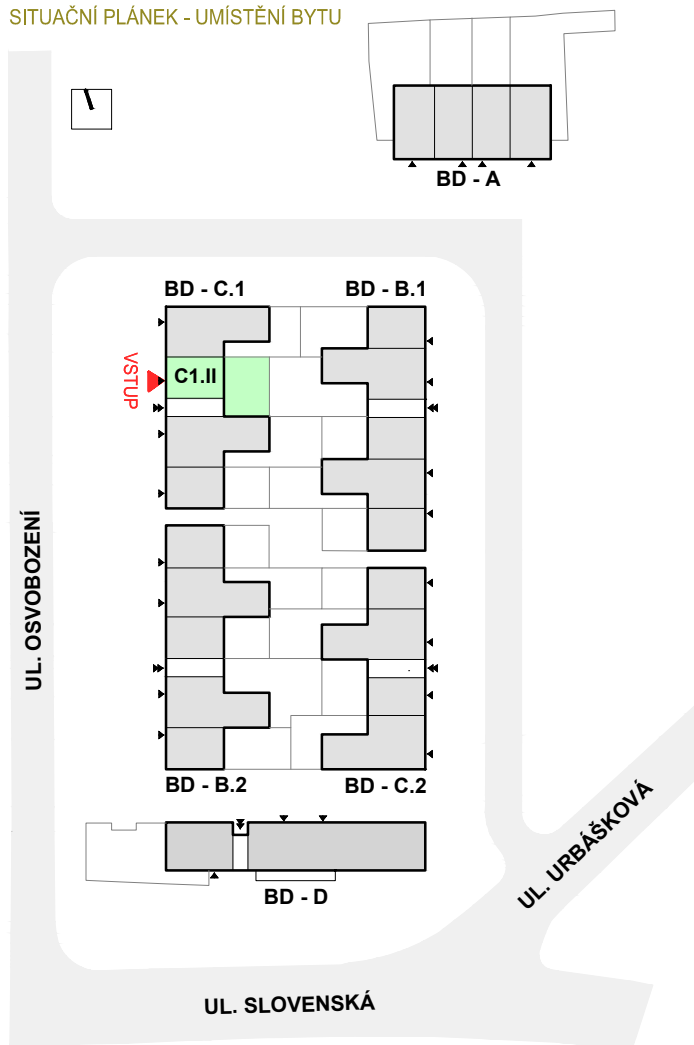 SITUAČNÍ PLÁNEK - UMÍSTĚNÍ BYTU
BD - A
BD - C.1
BD - B.1
VSTUP
C1.II
UL. OSVOBOZENÍ
BD - B.2
BD - C.2
UL. URBÁŠKOVÁ
BD - D
UL. SLOVENSKÁ